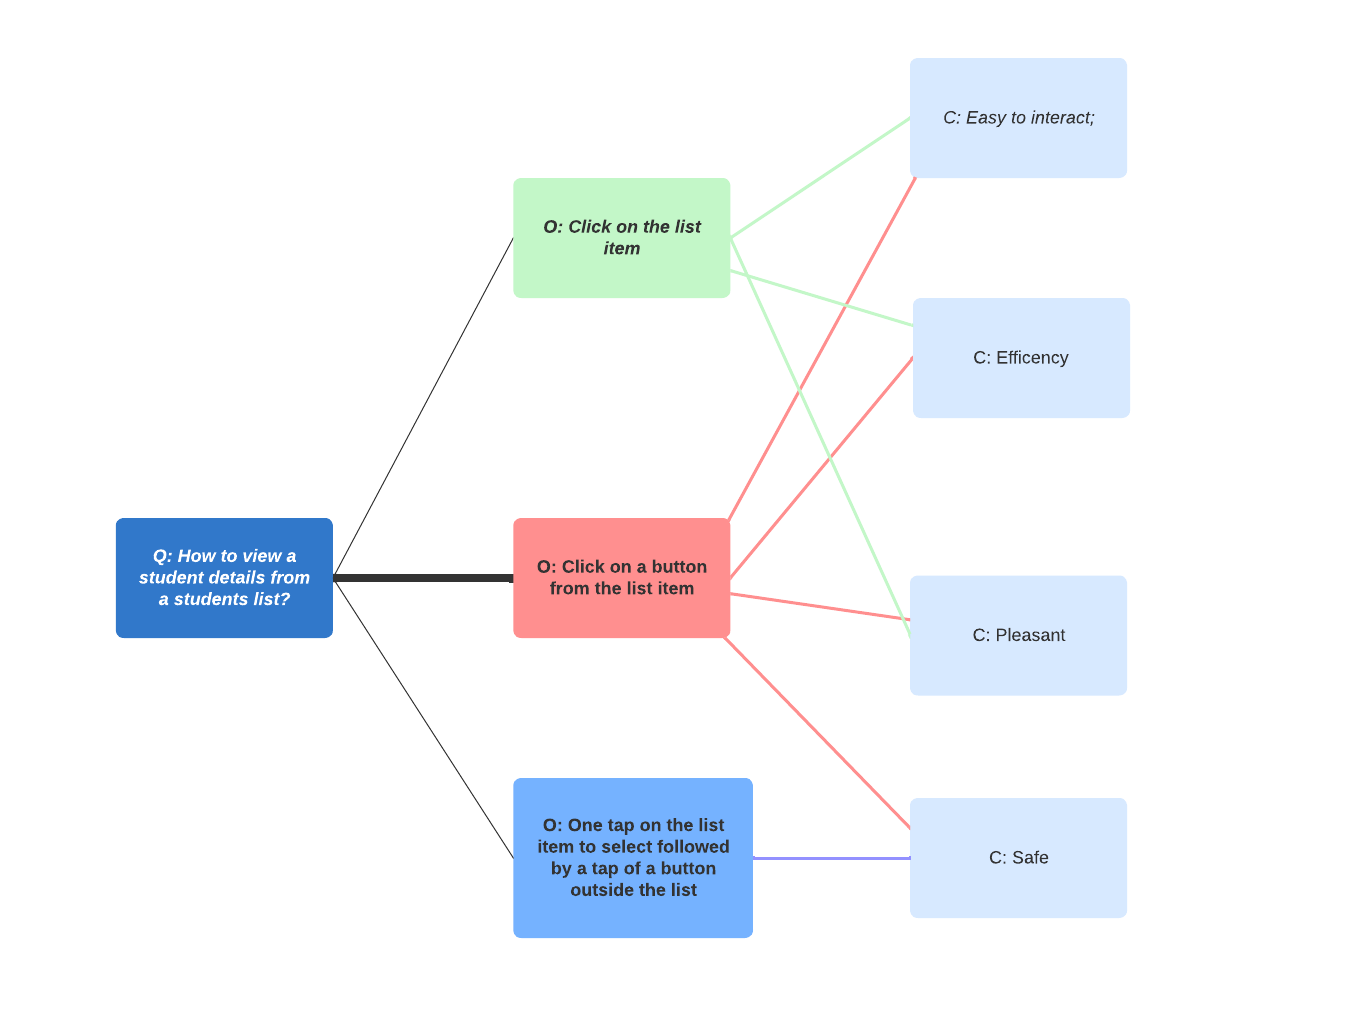 Q: How to view a
student details from
a students list?
O: Click on the list
item
O: Click on a button
from the list item
O: One tap on the list
item to select followed
by a tap of a button
outside the list
C: Easy to interact;
C: Efficency
C: Pleasant
C: Safe